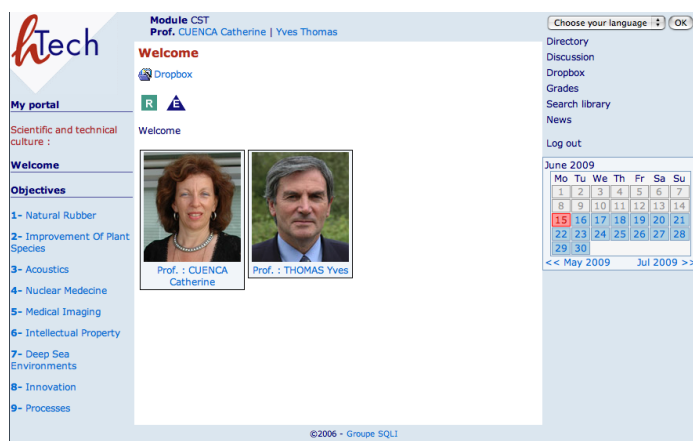 hTech
Module CST
Prof. CUENCA Catherine | Yves Thomas
Choose your language
OK
My portal
Scientific and technical
culture :
Welcome
Objectives
1- Natural Rubber
2- Improvement Of Plant
Species
3- Acoustics
4- Nuclear Medecine
5- Medical Imaging
6- Intellectual Property
7- Deep Sea
Environments
8- Innovation
9- Processes
Welcome
Dropbox
R E
Welcome
Prof. : CUENCA
Catherine
Prof. : THOMAS Yves
Directory
Discussion
Dropbox
Grades
Search library
News
Log out
June 2009
Mo Tu We Th Fr Sa Su
1 2 3 4 5 6 7
8 9 10 11 12 13 14
15 16 17 18 19 20 21
22 23 24 25 26 27 28
29 30
<< May 2009 Jul 2009 >>
©2006 - Groupe SQLI